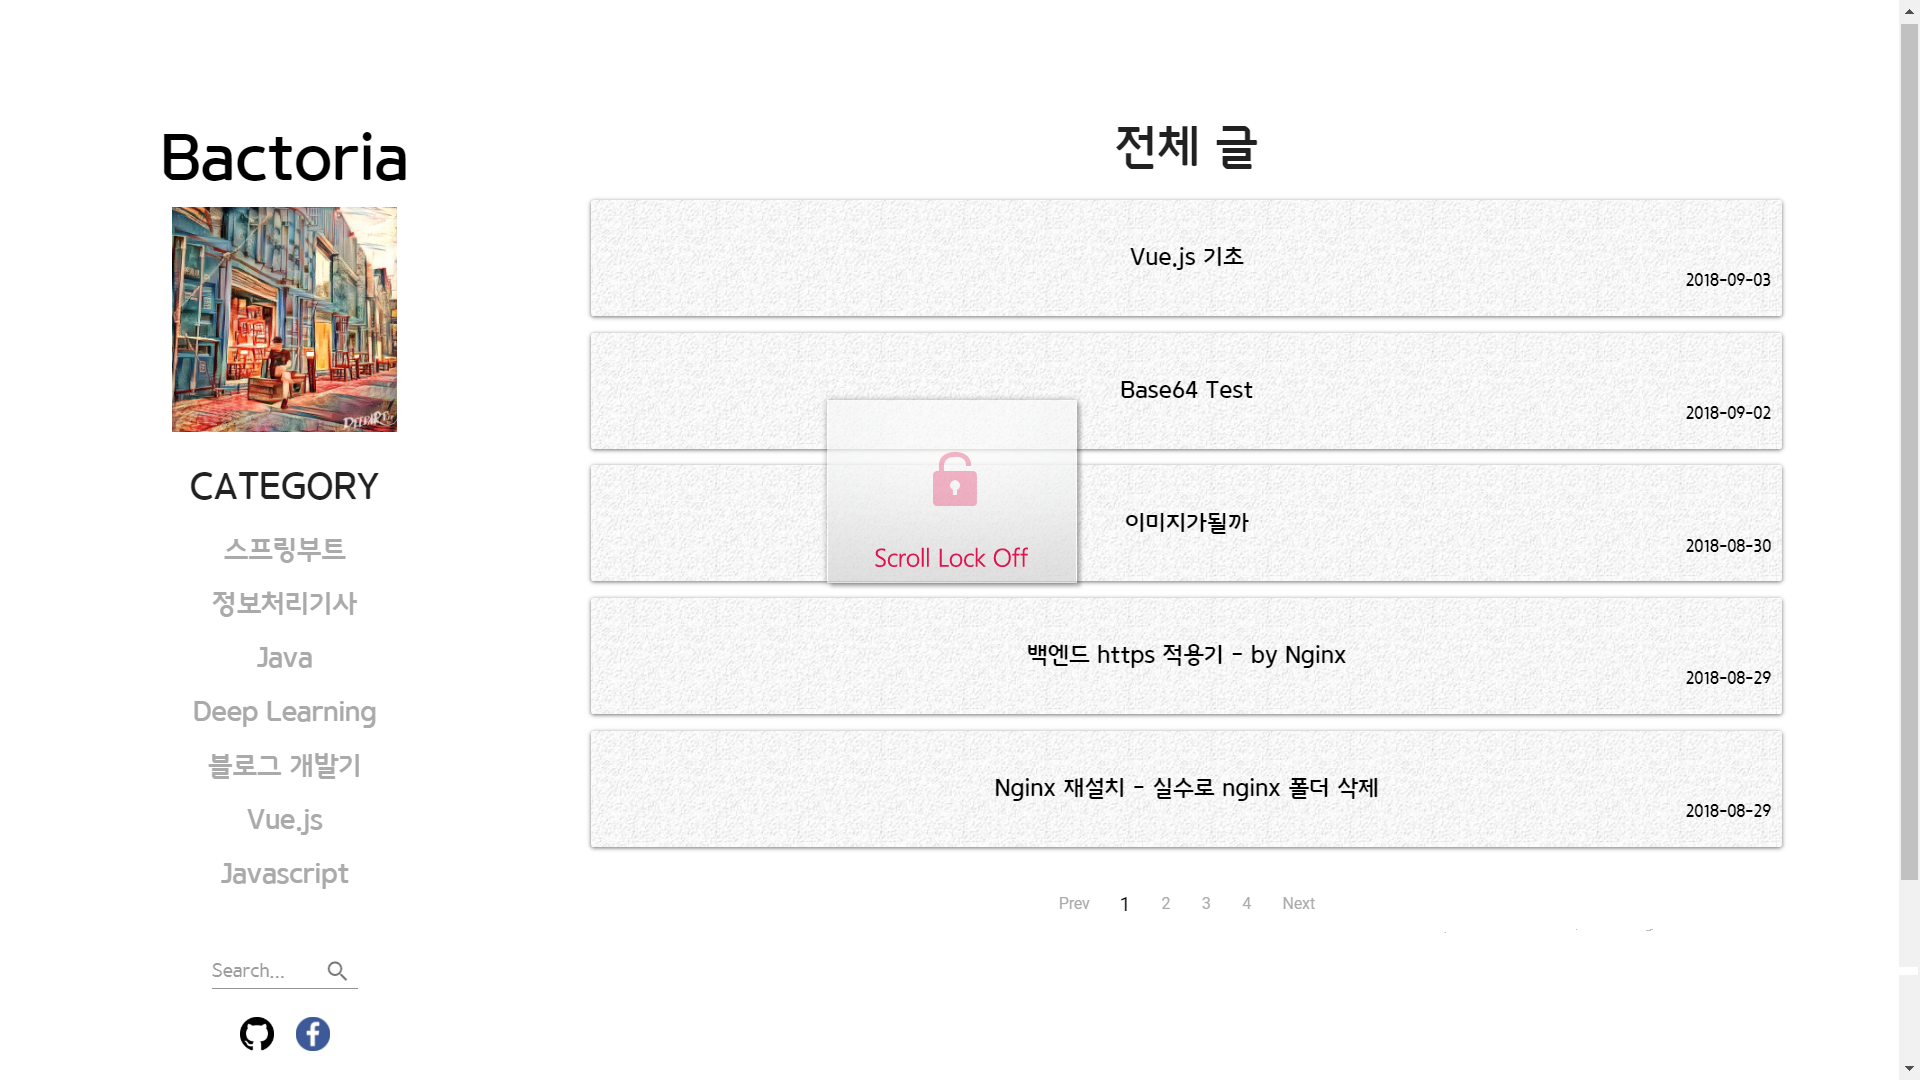 Bactoria
DEEPART
CATEGORY
스프링부트
정보처리기사
Java
Deep Learning
블로그 개발기
Vue.js
Javascript
Search...
전체 글
Vue.js 기초
2018-09-03
Base64 Test
2018-09-02
이미지가될까
2018-08-30
Scroll Lock Off
백엔드 https 적용기 - by Nginx
2018-08-29
Nginx 재설치 - 실수로 nginx 폴더 삭제
2018-08-29
Prev 1 2 3 4 Next